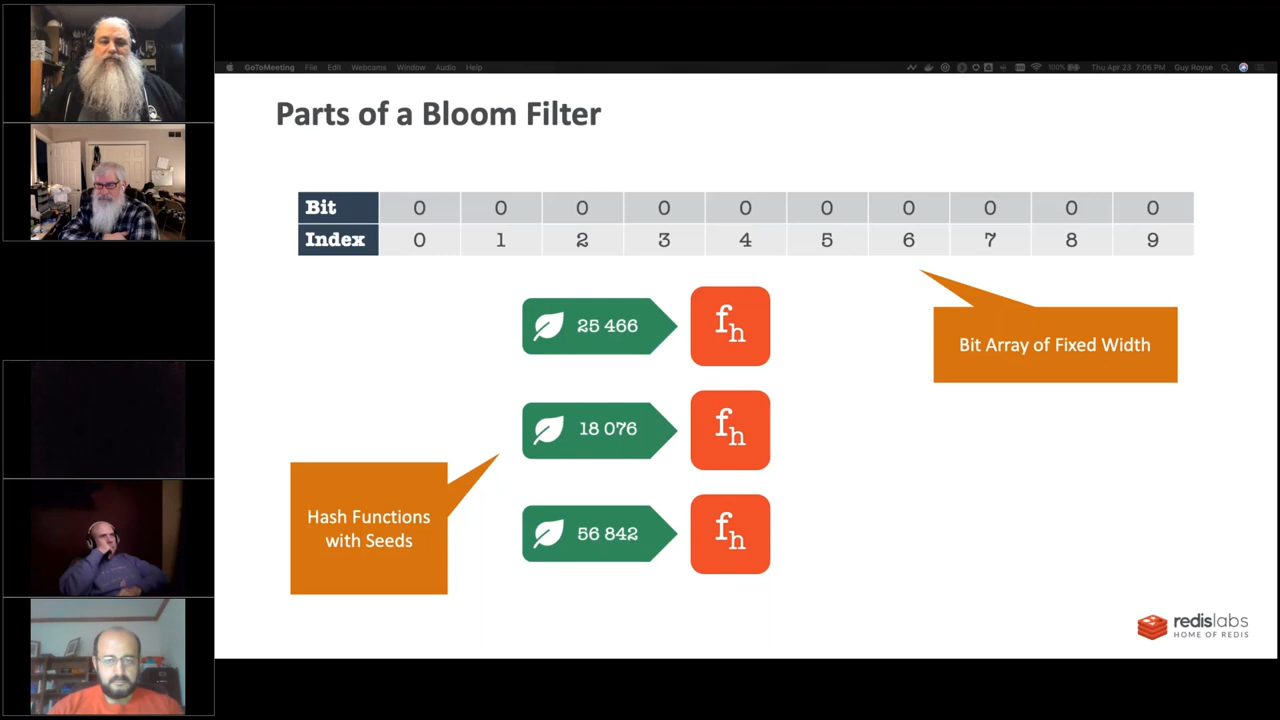 GoToMeeting File Edit Webcams Window Audio Help 100% Thu Apr 23 7:06 PM Guy Royse
Parts of a Bloom Filter
Bit 0 0 0 0 0 0 0 0 0 0
Index 0 1 2 3 4 5 6 7 8 9
25 466 fh
Bit Array of Fixed Width
18 076 fh
Hash Functions
with Seeds
56 842 fh
redislabs
HOME OF REDIS